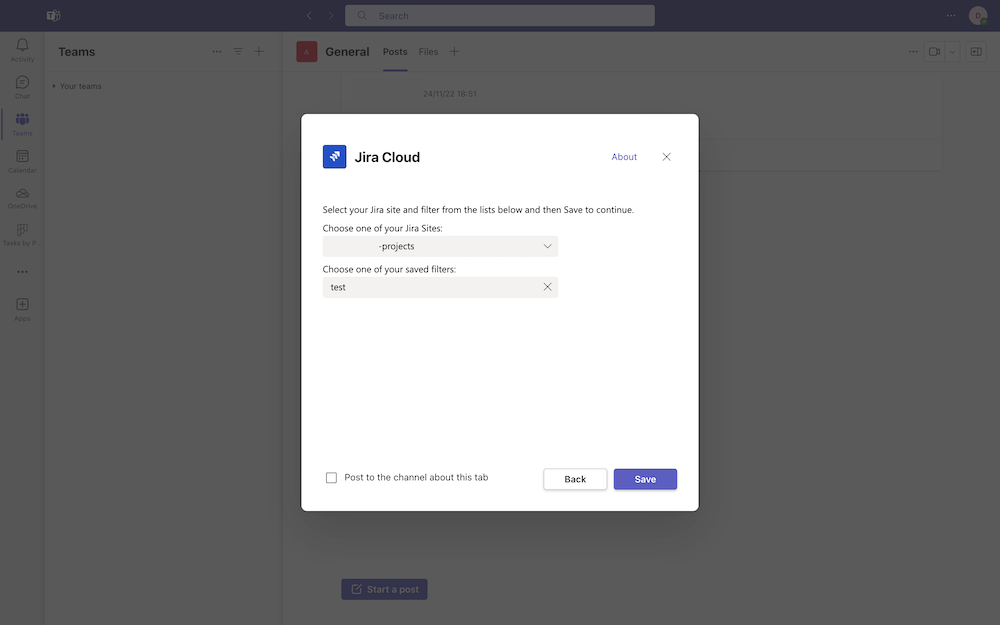 Search
D
Activity
Chat
Teams
Calendar
OneDrive
Tasks by P...
Apps
Teams
Your teams
A
General
Posts
Files
24/11/22 18:51
Jira Cloud
About
Select your Jira site and filter from the lists below and then Save to continue.
Choose one of your Jira Sites:
-projects
Choose one of your saved filters:
test
Post to the channel about this tab
Back
Save
Start a post